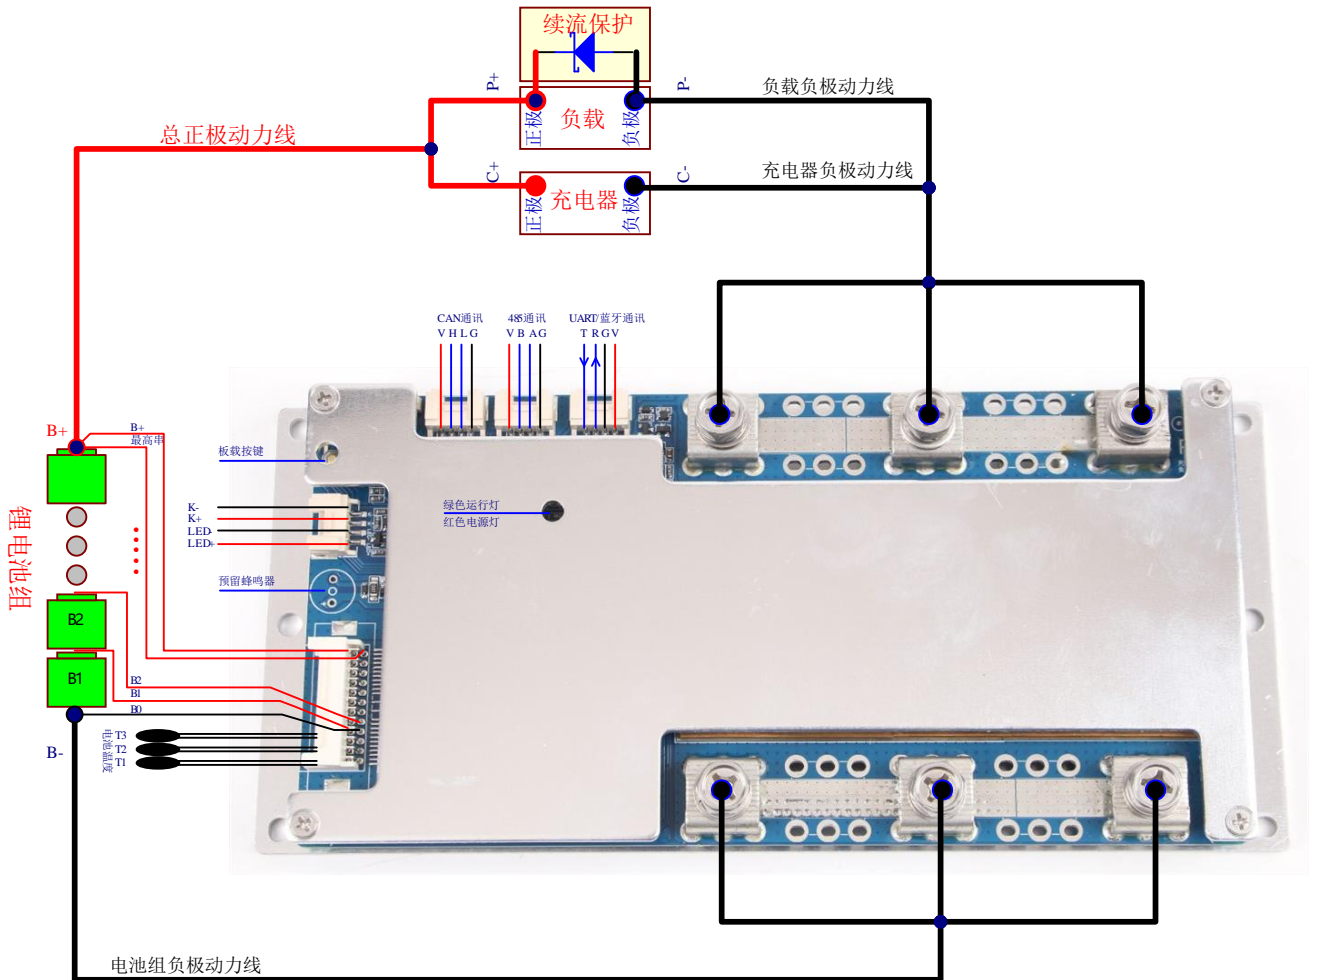 续流保护
P+
P-
负载负极动力线
正极
负载
负极
总正极动力线
C+
C-
充电器负极动力线
正极
充电器
负极
CAN通讯
485通讯
UART/蓝牙通讯
V H L G
V B A G
T R G V
B+
B+
最高串
板载按键
K-
K+
LED-
LED+
绿色运行灯
红色电源灯
锂电池组
预留蜂鸣器
B2
B1
B2
B1
B0
B-
电池温度
T3
T2
T1
电池组负极动力线